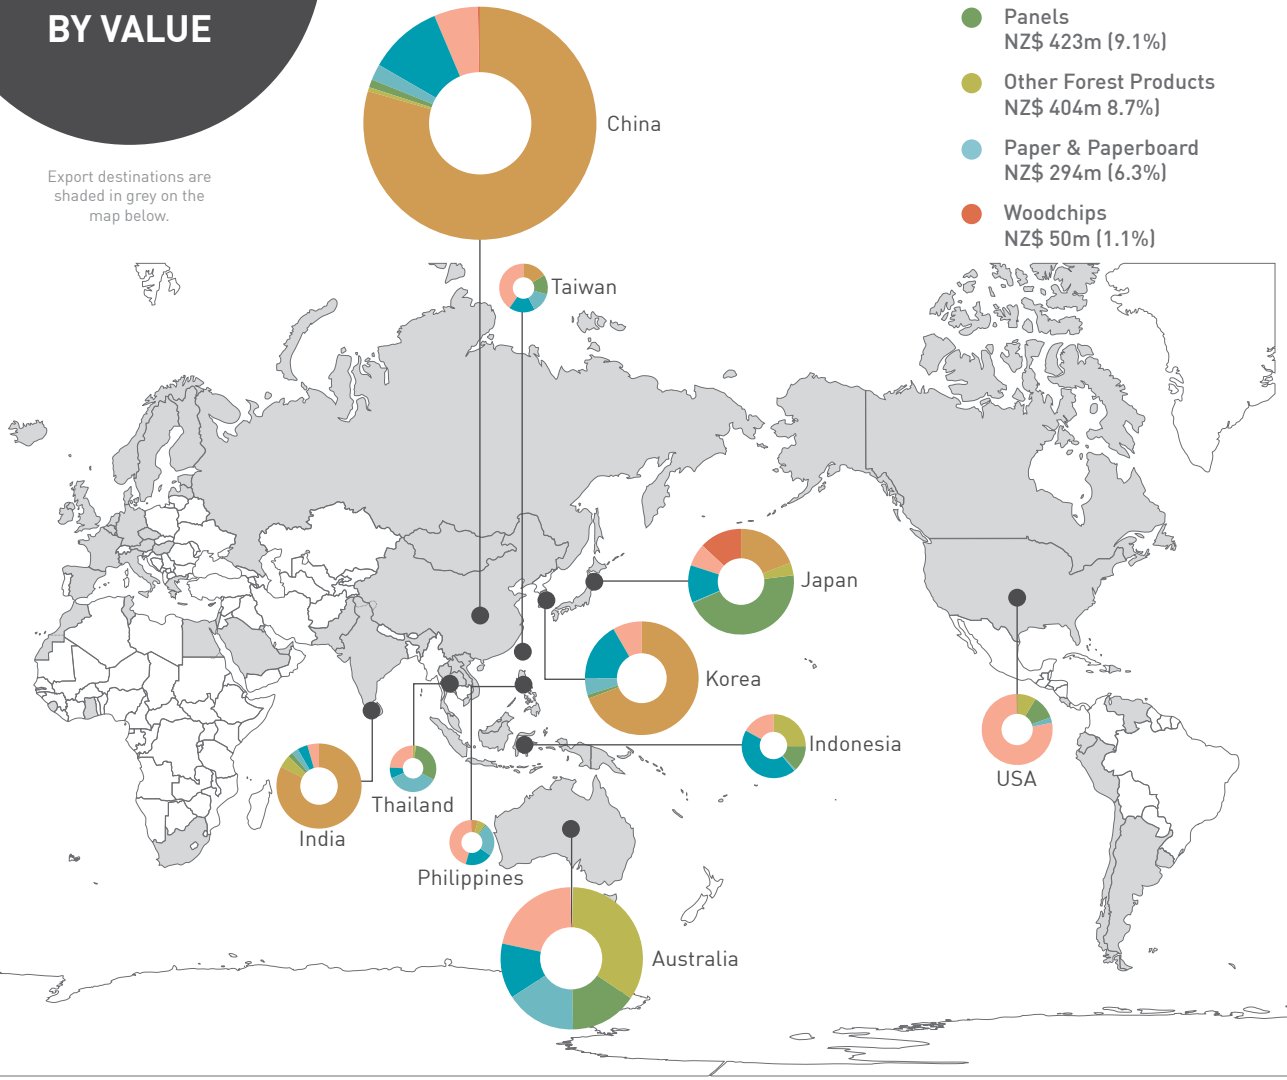 BY VALUE
Export destinations are
shaded in grey on the
map below.
Panels
NZ$ 423m (9.1%)
Other Forest Products
NZ$ 404m 8.7%)
Paper & Paperboard
NZ$ 294m (6.3%)
Woodchips
NZ$ 50m (1.1%)
China
Taiwan
Japan
Korea
Indonesia
USA
Thailand
India
Philippines
Australia